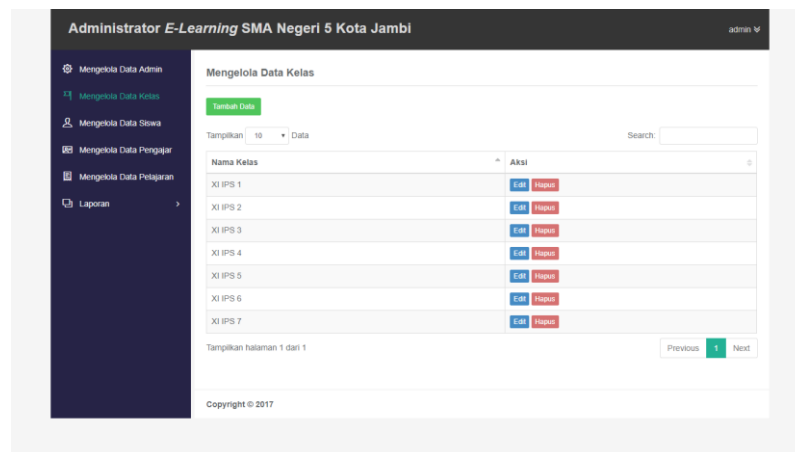 Administrator E-Learning SMA Negeri 5 Kota Jambi
admin
Mengelola Data Admin
Mengelola Data Kelas
Mengelola Data Siswa
Mengelola Data Pengajar
Mengelola Data Pelajaran
Laporan
Mengelola Data Kelas
Tambah Data
Tampilkan 10 Data
Search:
Nama Kelas Aksi
XI IPS 1 Edit Hapus
XI IPS 2 Edit Hapus
XI IPS 3 Edit Hapus
XI IPS 4 Edit Hapus
XI IPS 5 Edit Hapus
XI IPS 6 Edit Hapus
XI IPS 7 Edit Hapus
Tampilkan halaman 1 dari 1
Previous 1 Next
Copyright © 2017